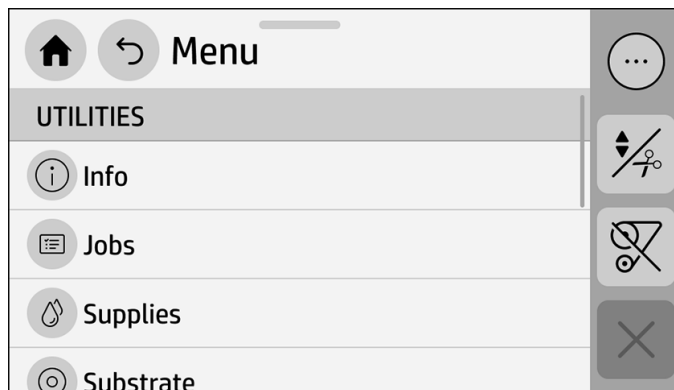 Menu
UTILITIES
Info
Jobs
Supplies
Substrate